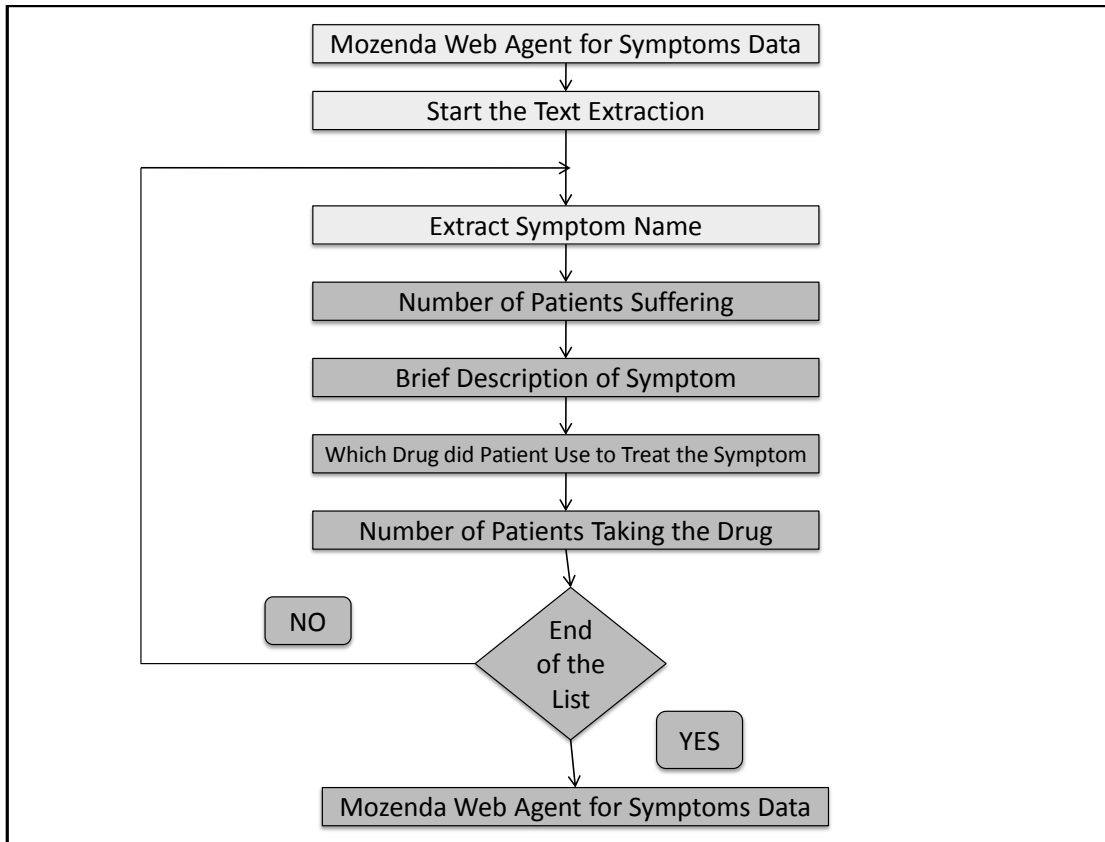 Mozenda Web Agent for Symptoms Data
Start the Text Extraction
Extract Symptom Name
Number of Patients Suffering
Brief Description of Symptom
Which Drug did Patient Use to Treat the Symptom
Number of Patients Taking the Drug
NO
End
of the
List
YES
Mozenda Web Agent for Symptoms Data